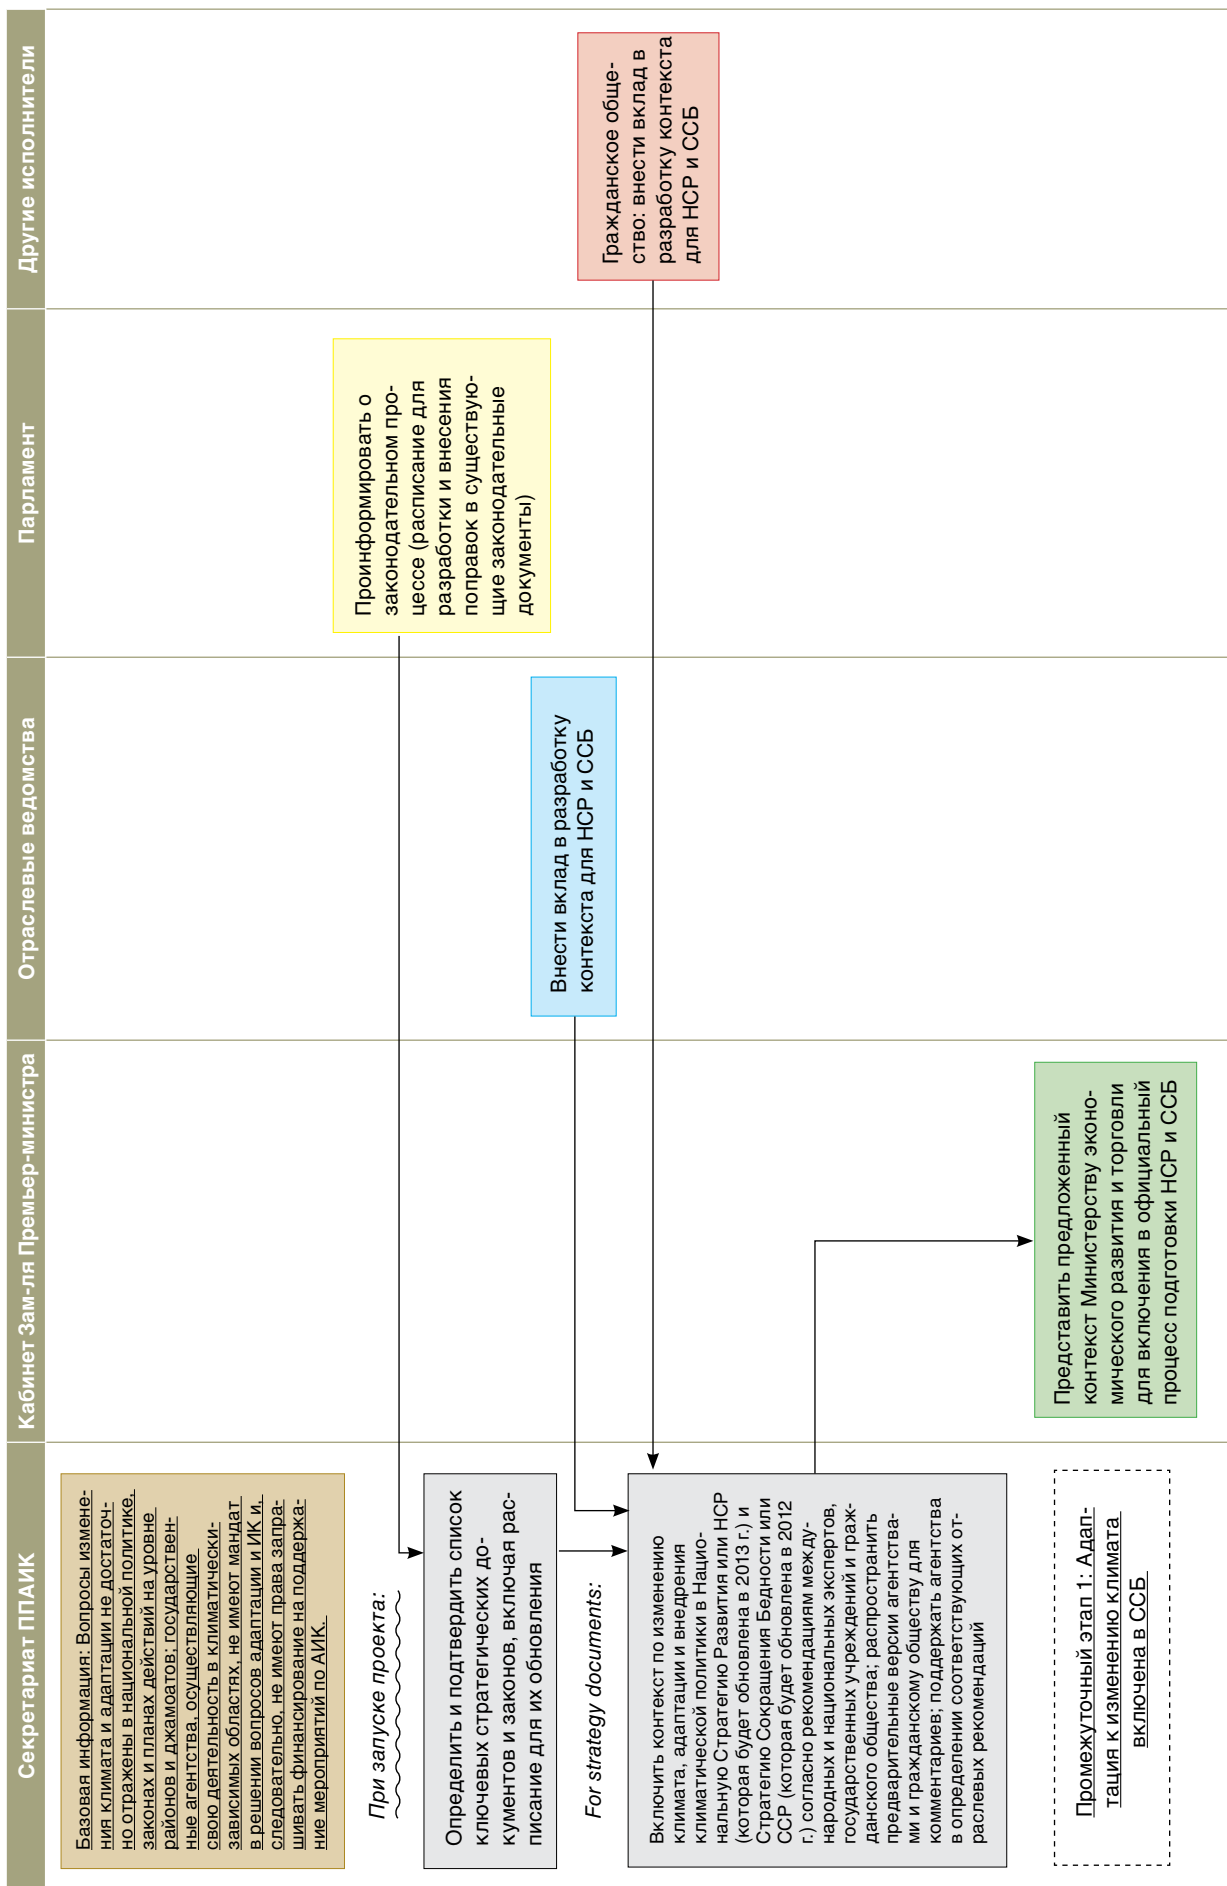 Секретариат ППАИК
Кабинет Зам-ля Премьер-министра
Отраслевые ведомства
Парламент
Другие исполнители
Базовая информация: Вопросы измене-
ния климата и адаптации не достаточ-
но отражены в национальной политике,
законах и планах действий на уровне
районов и джамоатов; государствен-
ные агентства, осуществляющие
свою деятельность в климатически-
зависимых областях, не имеют мандат
в решении вопросов адаптации и ИК и,
следовательно, не имеют права запра-
шивать финансирование на поддержа-
ние мероприятий по АИК.
При запуске проекта:
Проинформировать о
законодательном про-
цессе (расписание для
разработки и внесения
поправок в существую-
щие законодательные
документы)
Определить и подтвердить список
ключевых стратегических до-
кументов и законов, включая рас-
писание для их обновления
Внести вклад в разработку
контекста для НСР и ССБ
Гражданское обще-
ство: внести вклад в
разработку контекста
для НСР и ССБ
For strategy documents:
Включить контекст по изменению
климата, адаптации и внедрения
климатической политики в Нацио-
нальную Стратегию Развития или НСР
(которая будет обновлена в 2013 г.) и
Стратегию Сокращения Бедности или
ССР (которая будет обновлена в 2012
г.) согласно рекомендациям между-
народных и национальных экспертов,
государственных учреждений и граж-
данского общества; распространить
предварительные версии агентства-
ми и гражданскому обществу для
комментариев; поддержать агентства
в определении соответствующих от-
раслевых рекомендаций
Представить предложенный
контекст Министерству эконо-
мического развития и торговли
для включения в официальный
процесс подготовки НСР и ССБ
Промежуточный этап 1: Адап-
тация к изменению климата
включена в ССБ